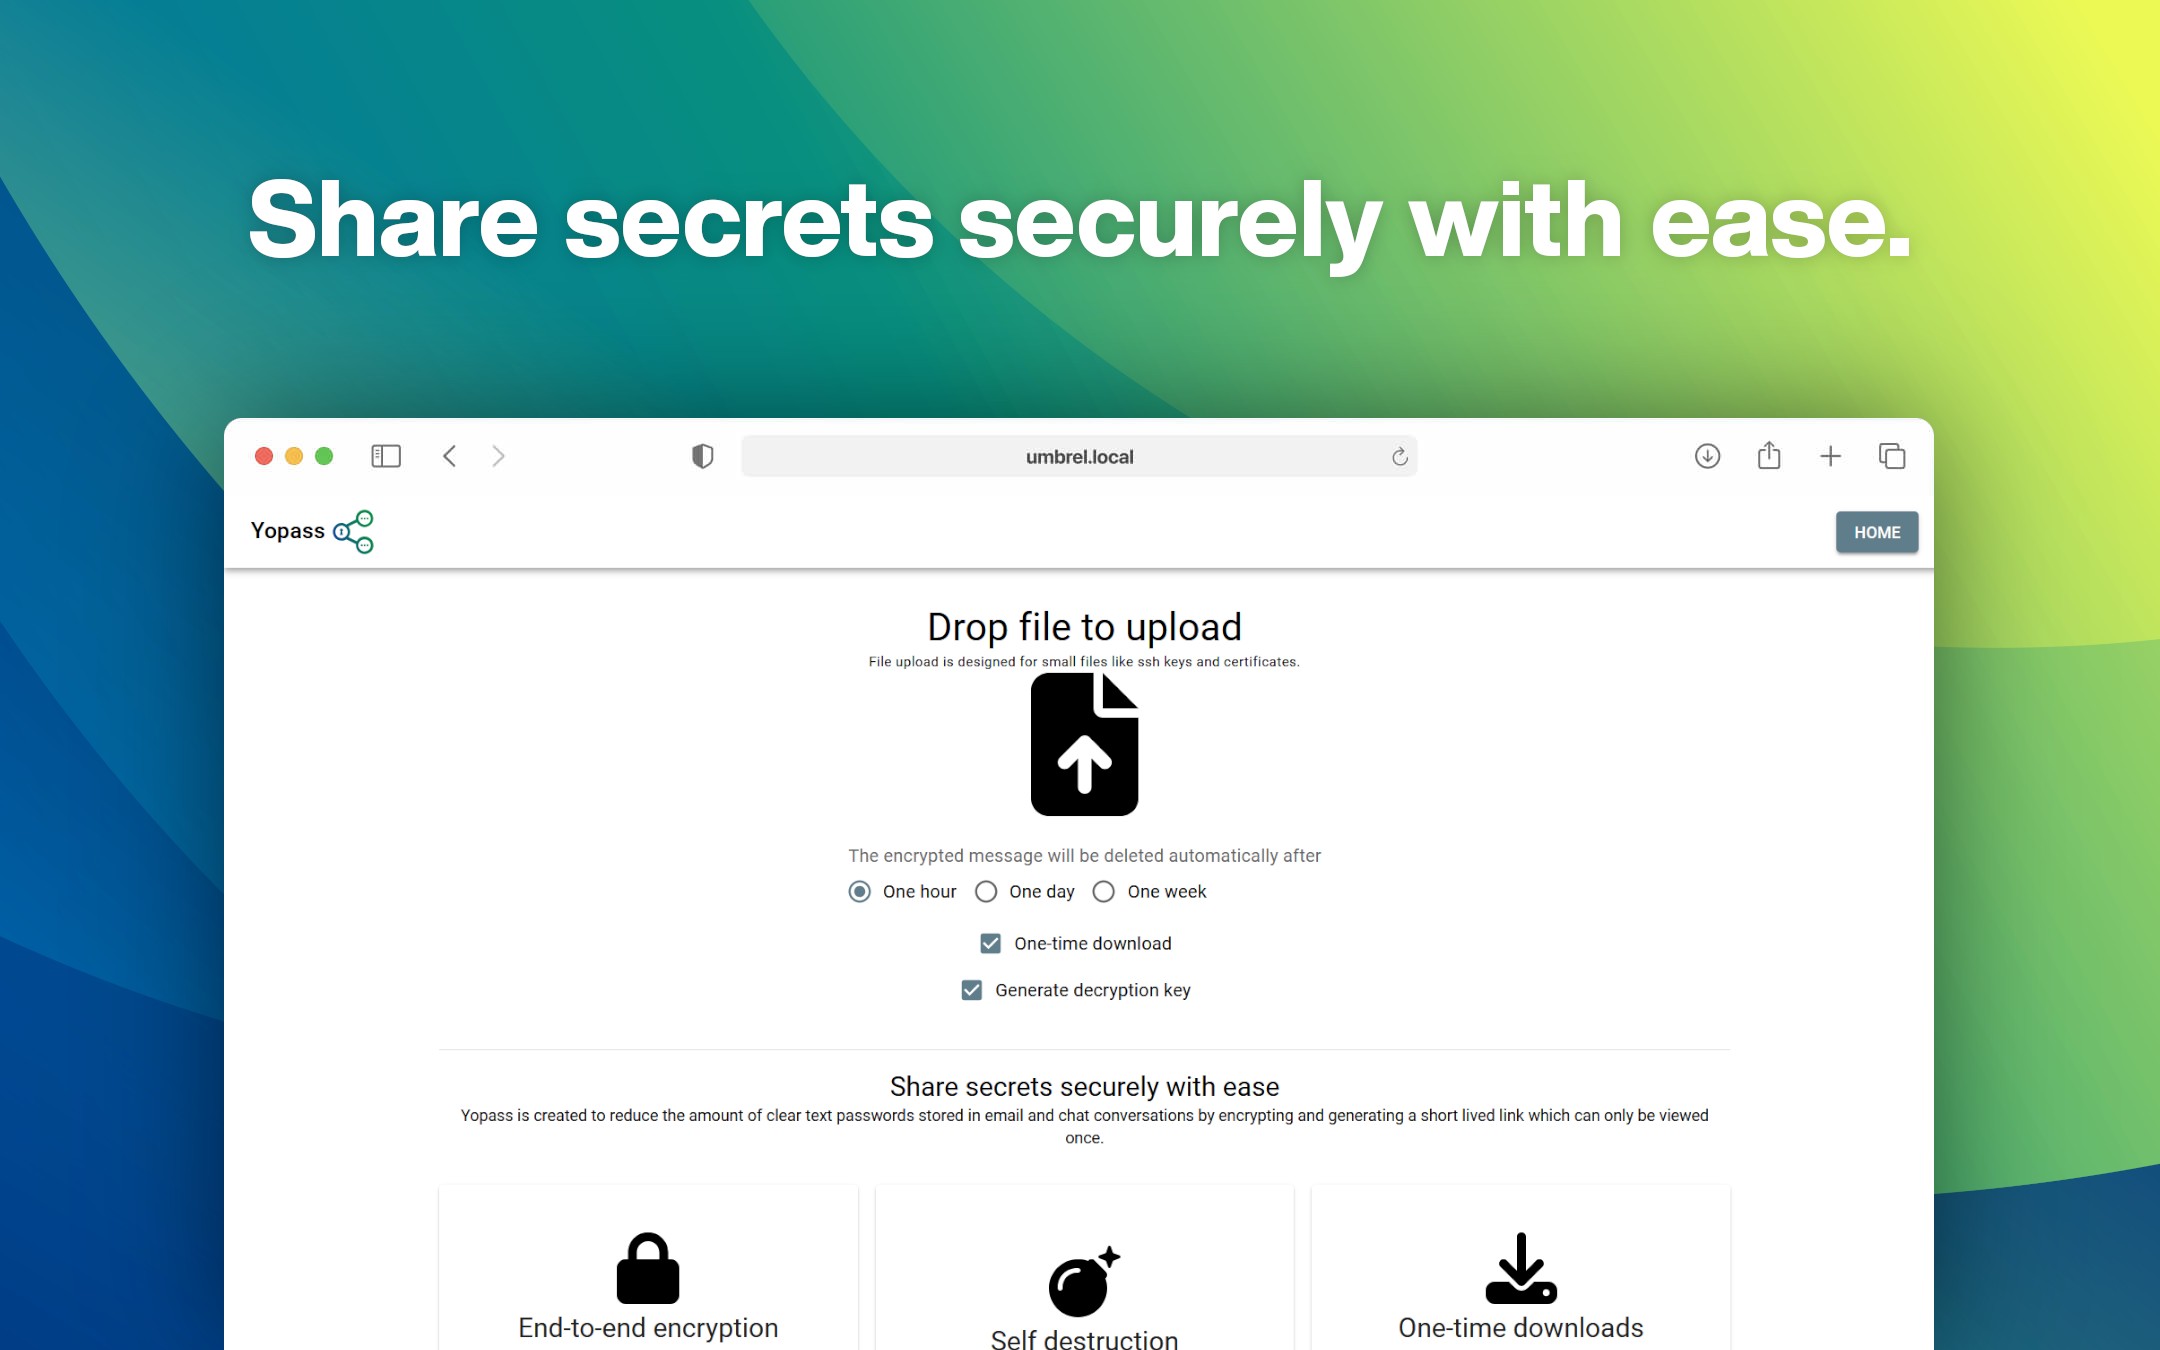 Share secrets securely with ease.
umbrel.local
Yopass
HOME
Drop file to upload
File upload is designed for small files like ssh keys and certificates.
The encrypted message will be deleted automatically after
One hour One day One week
One-time download
Generate decryption key
Share secrets securely with ease
Yopass is created to reduce the amount of clear text passwords stored in email and chat conversations by encrypting and generating a short lived link which can only be viewed
once.
End-to-end encryption
Self destruction
One-time downloads